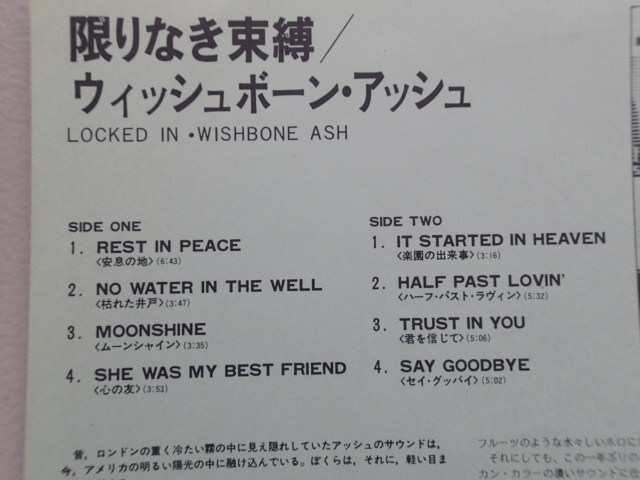 限りなき束縛/
ウィッシュボーン・アッシュ
LOCKED IN・WISHBONE ASH
SIDE ONE
1. REST IN PEACE
〈安息の地〉(6:43)
2. NO WATER IN THE WELL
〈枯れた井戸〉(3:47)
3. MOONSHINE
〈ムーンシャイン〉(3:35)
4. SHE WAS MY BEST FRIEND
〈心の友〉(3:53)
SIDE TWO
1. IT STARTED IN HEAVEN
〈楽園の出来事〉(3:16)
2. HALF PAST LOVIN'
〈ハーフ・パスト・ラヴィン〉(5:32)
3. TRUST IN YOU
〈君を信じて〉(5:06)
4. SAY GOODBYE
〈セイ・グッバイ〉(5:02)
昔，ロンドンの重く冷たい霧の中に見え隠れしていたアッシュのサウンドは，
今，アメリカの明るい陽光の中に融け込んでいる。ぼくらは，それに，軽い目ま
フルーツのような水々しいホロに
それにしても，この一年ぶりの
カン・カラーの濃いサウンドに